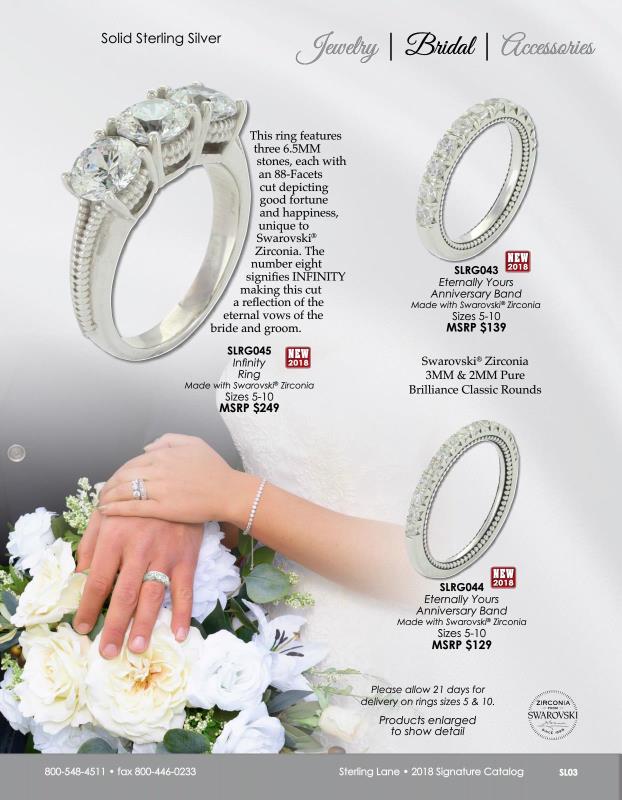 Solid Sterling Silver
Jewelry | Bridal | Accessories
This ring features
three 6.5MM
stones, each with
an 88-Facets
cut depicting
good fortune
and happiness,
unique to
Swarovski®
Zirconia. The
number eight
signifies INFINITY
making this cut
a reflection of the
eternal vows of the
bride and groom.
SLRG045
NEW
2018
Infinity
Ring
Made with Swarovski® Zirconia
Sizes 5-10
MSRP $249
SLRG043
NEW
2018
Eternally Yours
Anniversary Band
Made with Swarovski® Zirconia
Sizes 5-10
MSRP $139
Swarovski® Zirconia
3MM & 2MM Pure
Brilliance Classic Rounds
SLRG044
NEW
2018
Eternally Yours
Anniversary Band
Made with Swarovski® Zirconia
Sizes 5-10
MSRP $129
Please allow 21 days for
delivery on rings sizes 5 & 10.
Products enlarged
to show detail
ZIRCONIA
FROM
SWAROVSKI
800-548-4511 • fax 800-446-0233
Sterling Lane • 2018 Signature Catalog
SL03